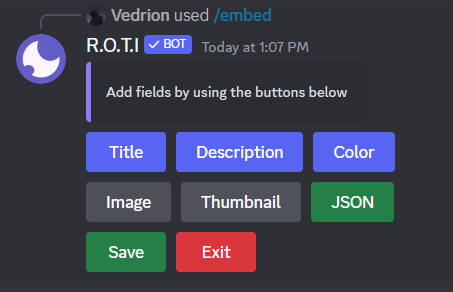 Vedrion used /embed
R.O.T.I BOT Today at 1:07 PM
Add fields by using the buttons below
Title Description Color
Image Thumbnail JSON
Save Exit